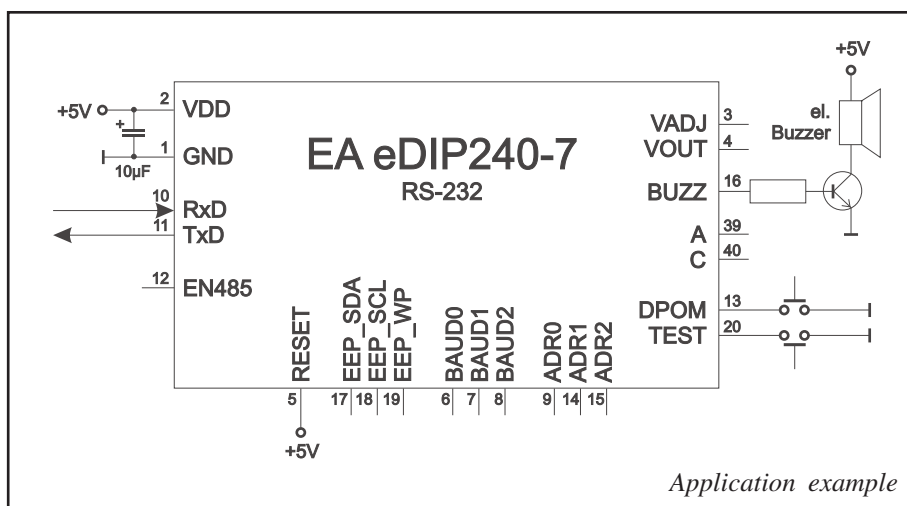 +5V
2
VDD
+
1
GND
10µF
10
RxD
11
TxD
12
EN485
EA eDIP240-7
RS-232
+5V
el.
Buzzer
VADJ
3
VOUT
4
BUZZ
16
A
39
C
40
DPOM
13
TEST
20
RESET
EEP_SDA
EEP_SCL
EEP_WP
BAUD0
BAUD1
BAUD2
ADR0
ADR1
ADR2
5
17
18
19
6
7
8
9
14
15
+5V
Application example